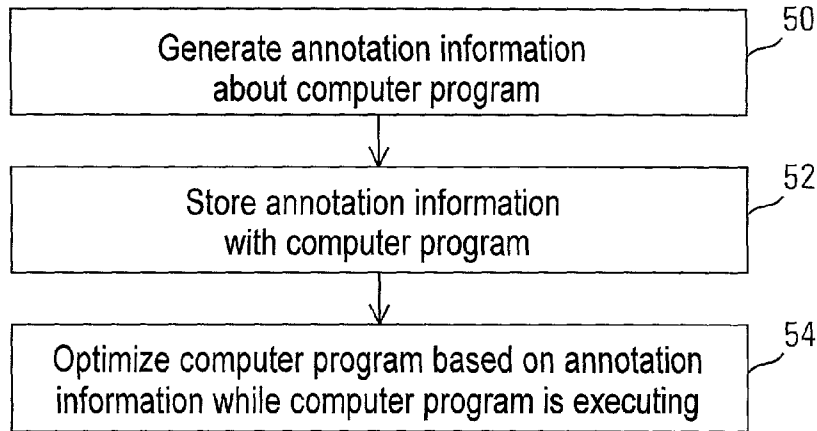 50
Generate annotation information
about computer program
52
Store annotation information
with computer program
54
Optimize computer program based on annotation
information while computer program is executing